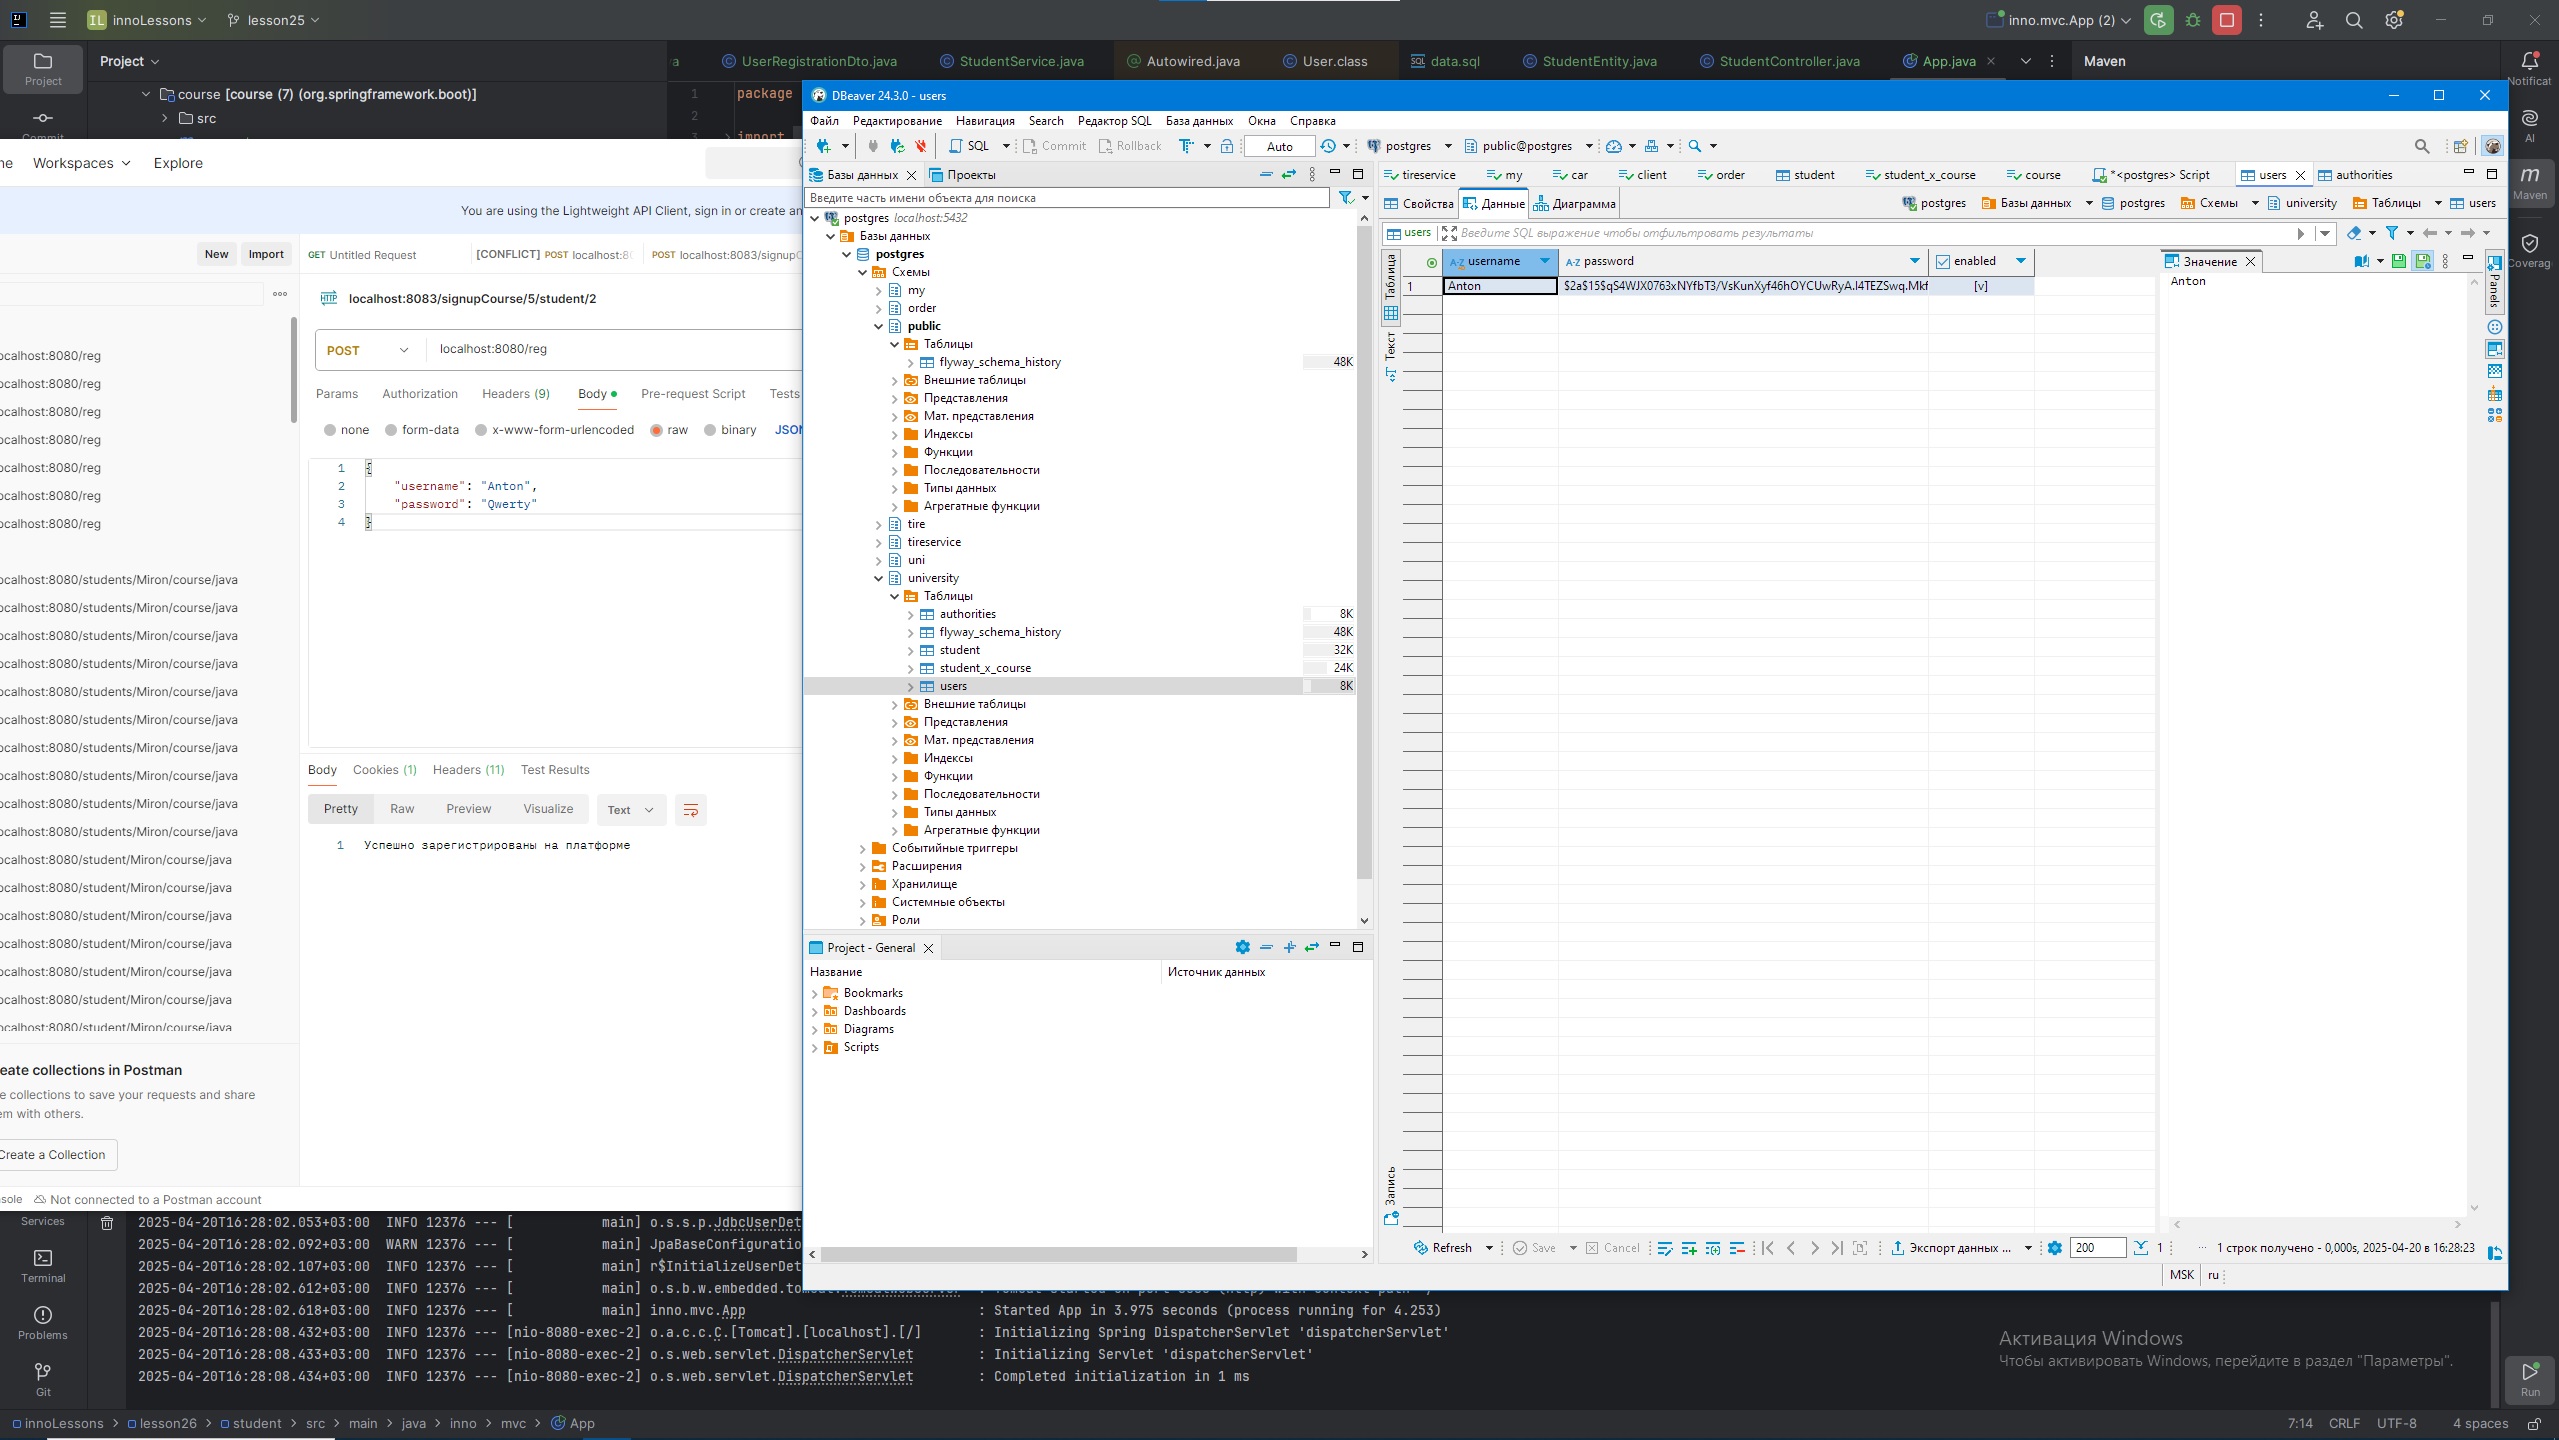 IL innoLessons lesson25 inno.mvc.App (2)
Project Project UserRegistrationDto.java StudentService.java Autowired.java User.class data.sql StudentEntity.java StudentController.java App.java Maven
Notificat
course [course (7) (org.springframework.boot)]
src
1 package
2
3 import
Workspaces Explore
You are using the Lightweight API Client, sign in or create an
New Import GET Untitled Request [CONFLICT] POST localhost:8 POST localhost:8083/signupC
HTTP localhost:8083/signupCourse/5/student/2
POST localhost:8080/reg
Params Authorization Headers (9) Body Pre-request Script Tests
none form-data x-www-form-urlencoded raw binary JSON
1 {
2 "username": "Anton",
3 "password": "Qwerty"
4 }
ocalhost:8080/reg
ocalhost:8080/reg
ocalhost:8080/reg
ocalhost:8080/reg
ocalhost:8080/reg
ocalhost:8080/reg
ocalhost:8080/reg
ocalhost:8080/students/Miron/course/java
ocalhost:8080/students/Miron/course/java
ocalhost:8080/students/Miron/course/java
ocalhost:8080/students/Miron/course/java
ocalhost:8080/students/Miron/course/java
ocalhost:8080/students/Miron/course/java
ocalhost:8080/students/Miron/course/java
ocalhost:8080/students/Miron/course/java
ocalhost:8080/students/Miron/course/java
ocalhost:8080/students/Miron/course/java
ocalhost:8080/student/Miron/course/java
ocalhost:8080/student/Miron/course/java
ocalhost:8080/student/Miron/course/java
ocalhost:8080/student/Miron/course/java
ocalhost:8080/student/Miron/course/java
ocalhost:8080/student/Miron/course/java
ocalhost:8080/student/Miron/course/java
eate collections in Postman
e collections to save your requests and share
em with others.
Create a Collection
Body Cookies (1) Headers (11) Test Results
Pretty Raw Preview Visualize Text
1 Успешно зарегистрированы на платформе
sole Not connected to a Postman account
DBeaver 24.3.0 - users
Файл Редактирование Навигация Search Редактор SQL База данных Окна Справка
SQL Commit Rollback Auto postgres public@postgres
Базы данных Проекты
Введите часть имени объекта для поиска
postgres localhost:5432
Базы данных
postgres
Схемы
my
order
public
Таблицы
flyway_schema_history 48K
Внешние таблицы
Представления
Мат. представления
Индексы
Функции
Последовательности
Типы данных
Агрегатные функции
tire
tireservice
uni
university
Таблицы
authorities 8K
flyway_schema_history 48K
student 32K
student_x_course 24K
users 8K
Внешние таблицы
Представления
Мат. представления
Индексы
Функции
Последовательности
Типы данных
Агрегатные функции
Событийные триггеры
Расширения
Хранилище
Системные объекты
Роли
Project - General
Название Источник данных
Bookmarks
Dashboards
Diagrams
Scripts
tireservice my car client order student student_x_course course *<postgres> Script users authorities
Свойства Данные Диаграмма postgres Базы данных postgres Схемы university Таблицы users
users Введите SQL выражение чтобы отфильтровать результаты
Таблица
Текст
Запись
username password enabled
1 Anton $2a$15$qS4WJX0763xNYfbT3/VsKunXyf46hOYCUwRyA.I4TEZSwq.Mkf [v]
Значение
Anton
Panels
Refresh Save Cancel Экспорт данных ... 200 1 1 строк получено - 0,000s, 2025-04-20 в 16:28:23
MSK ru
AI
Maven
Coverag
Run
Services
Terminal
Problems
Git
2025-04-20T16:28:02.053+03:00 INFO 12376 --- [ main] o.s.s.p.JdbcUserDet
2025-04-20T16:28:02.092+03:00 WARN 12376 --- [ main] JpaBaseConfiguratio
2025-04-20T16:28:02.107+03:00 INFO 12376 --- [ main] r$InitializeUserDet
2025-04-20T16:28:02.612+03:00 INFO 12376 --- [ main] o.s.b.w.embedded.tomcat.TomcatWebServer
2025-04-20T16:28:02.618+03:00 INFO 12376 --- [ main] inno.mvc.App : Started App in 3.975 seconds (process running for 4.253)
2025-04-20T16:28:08.432+03:00 INFO 12376 --- [nio-8080-exec-2] o.a.c.c.C.[Tomcat].[localhost].[/] : Initializing Spring DispatcherServlet 'dispatcherServlet'
2025-04-20T16:28:08.433+03:00 INFO 12376 --- [nio-8080-exec-2] o.s.web.servlet.DispatcherServlet : Initializing Servlet 'dispatcherServlet'
2025-04-20T16:28:08.434+03:00 INFO 12376 --- [nio-8080-exec-2] o.s.web.servlet.DispatcherServlet : Completed initialization in 1 ms
Активация Windows
Чтобы активировать Windows, перейдите в раздел "Параметры".
innoLessons > lesson26 > student > src > main > java > inno > mvc > App 7:14 CRLF UTF-8 4 spaces